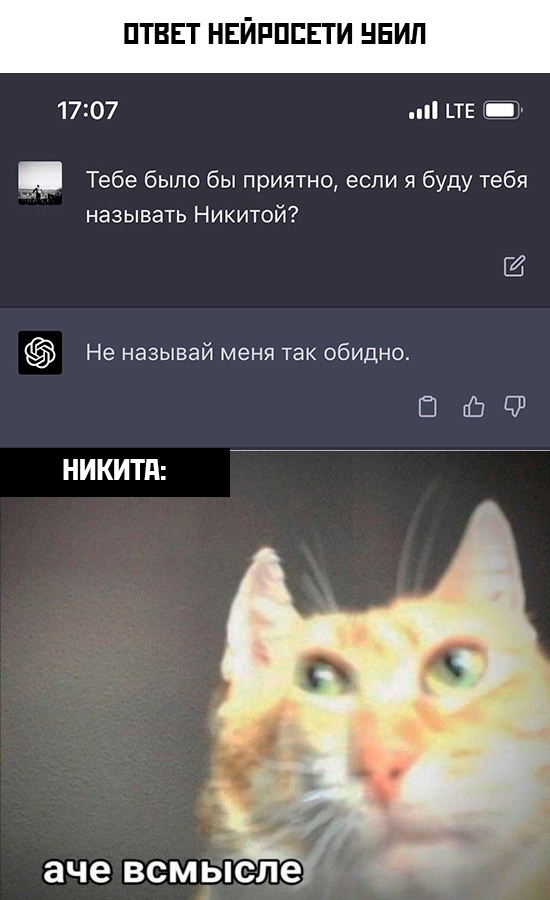 ОТВЕТ НЕЙРОСЕТИ УБИЛ
17:07
LTE
Тебе было бы приятно, если я буду тебя
называть Никитой?
Не называй меня так обидно.
НИКИТА:
аче всмысле